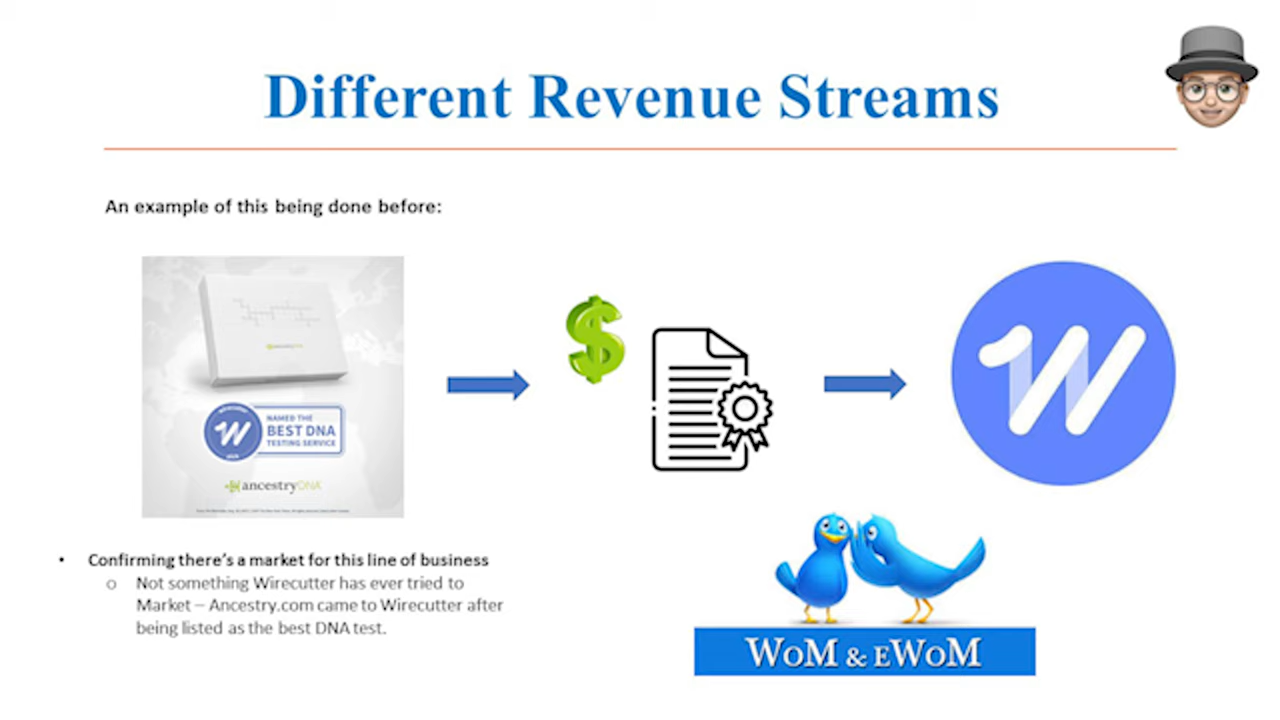 Different Revenue Streams
An example of this being done before:
NAMED THE
BEST DNA
TESTING SERVICE
ancestryDNA
• Confirming there's a market for this line of business
o Not something Wirecutter has ever tried to
Market – Ancestry.com came to Wirecutter after
being listed as the best DNA test.
WOM & EWOM